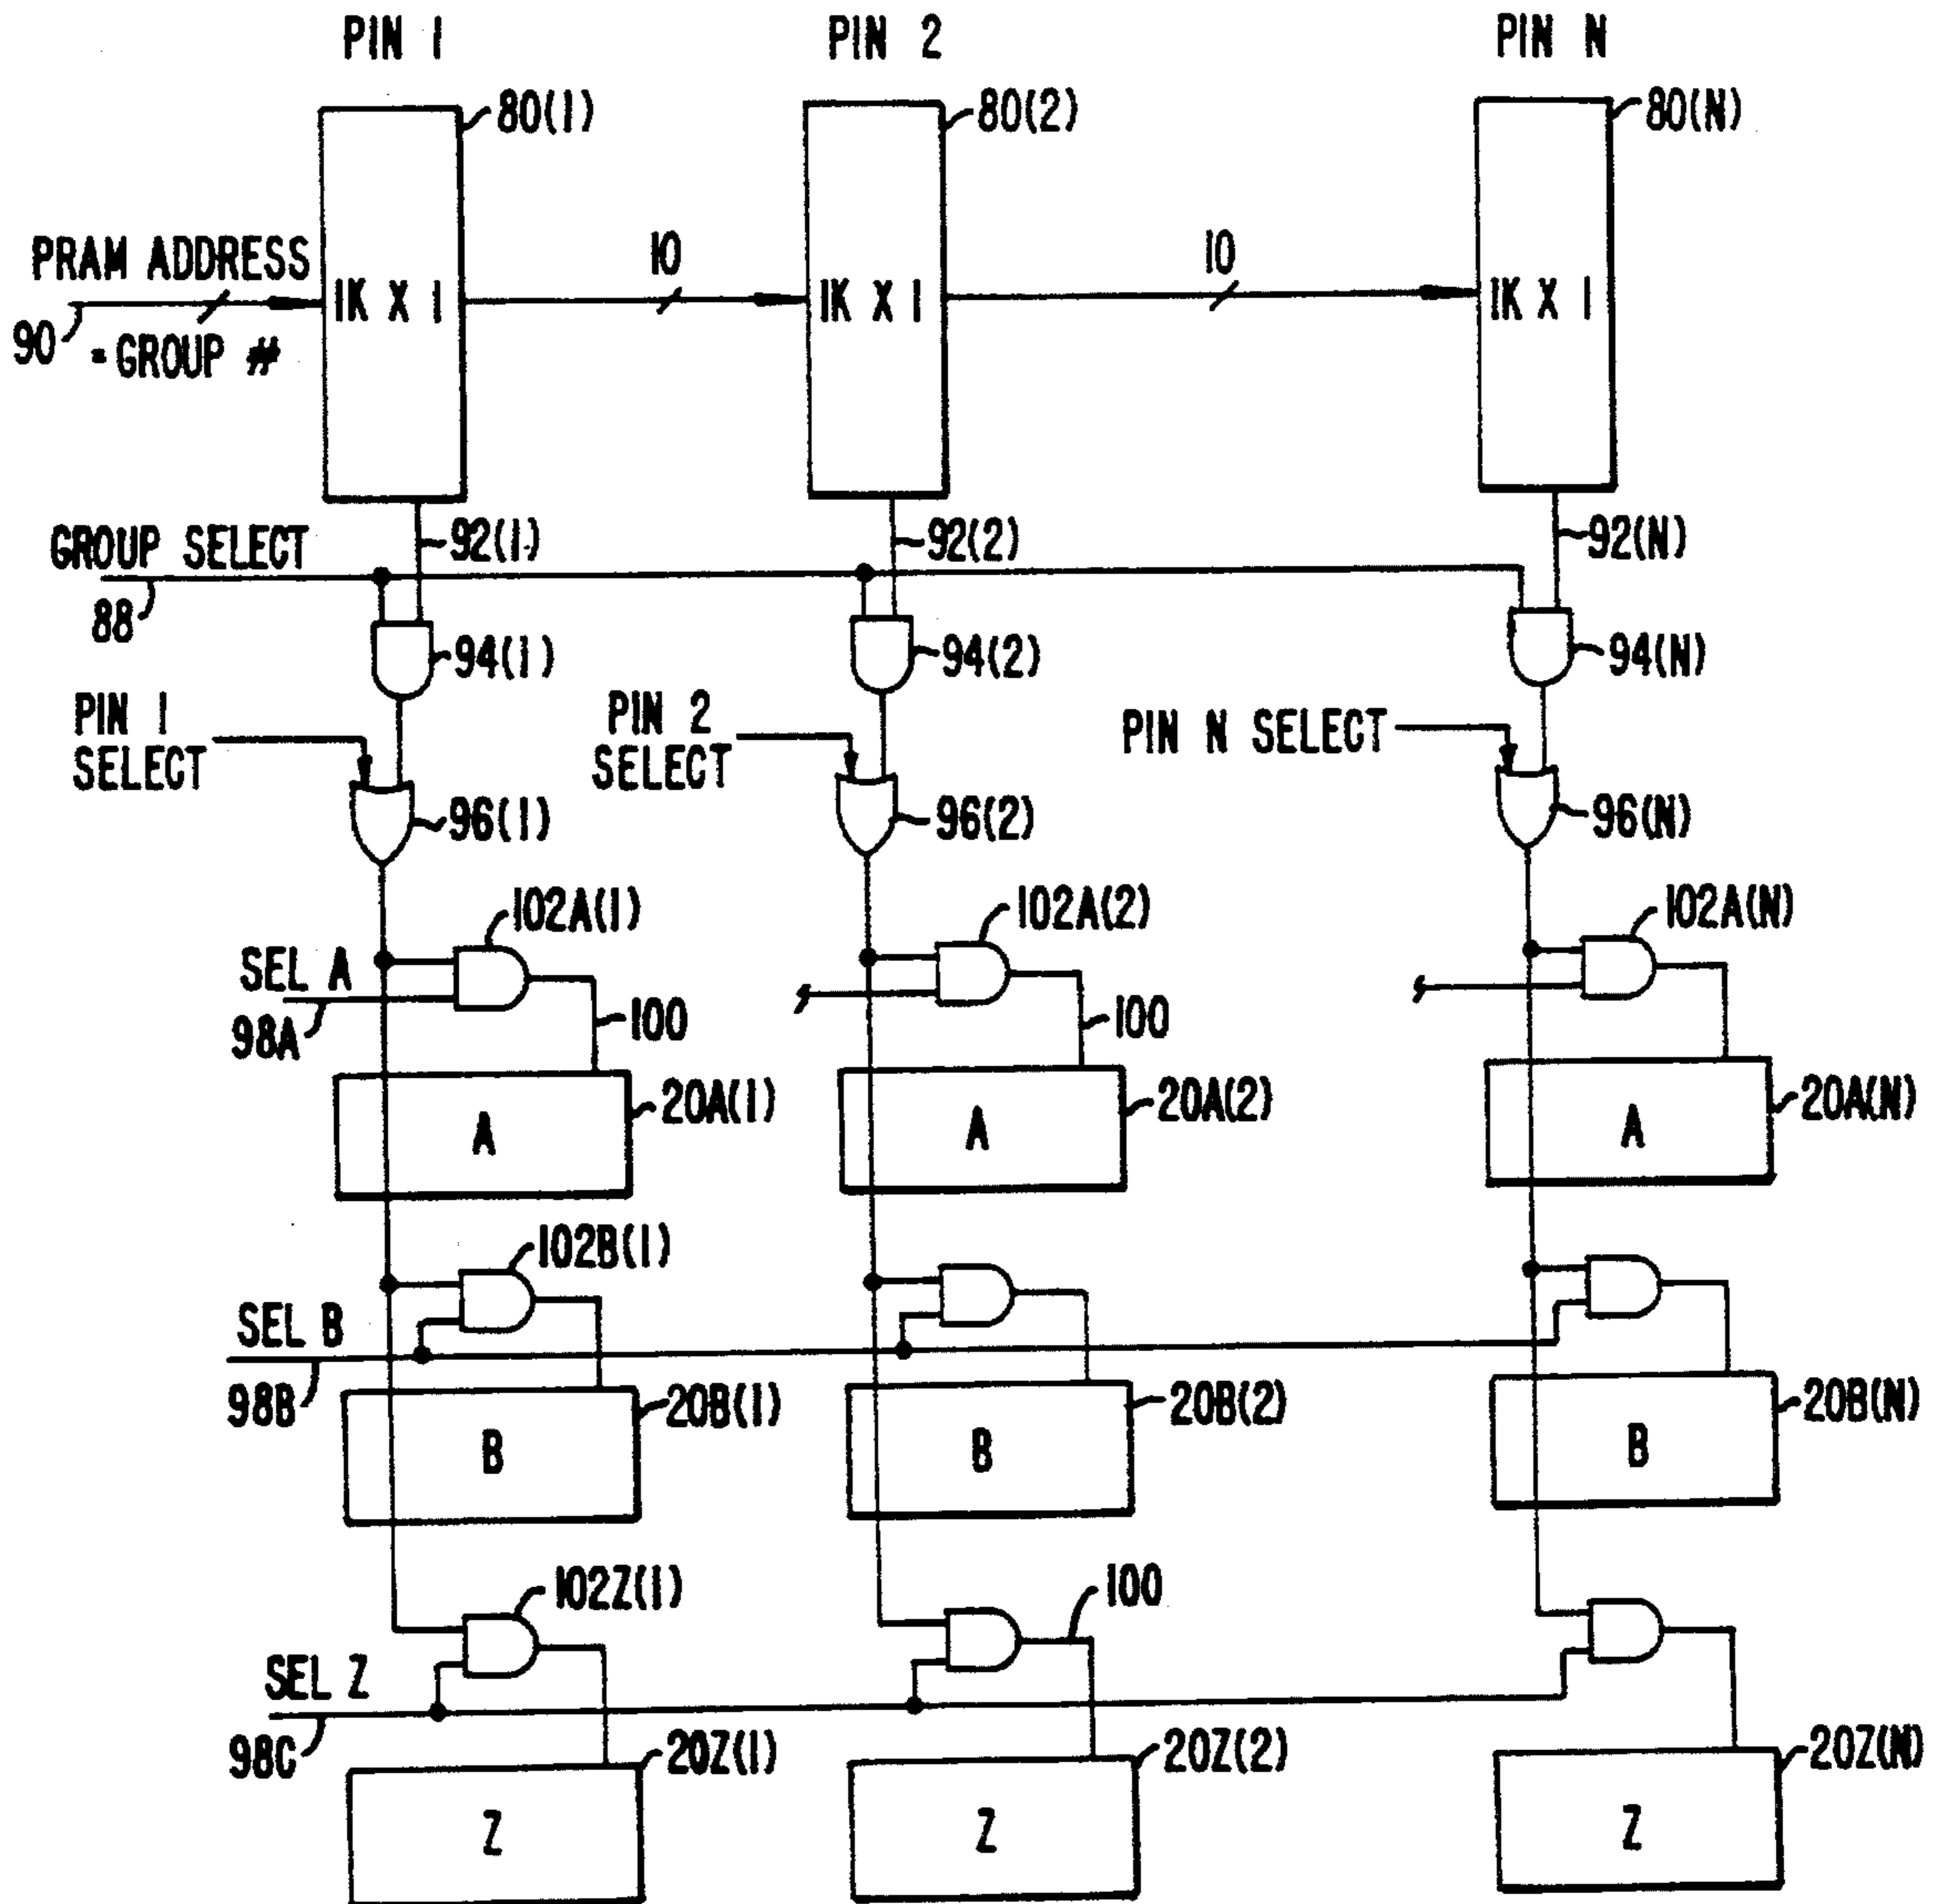 PIN 1 PIN 2 PIN N
80(1) 80(2) 80(N)
PRAM ADDRESS 10 10
1K X 1 1K X 1 1K X 1
90 = GROUP #
GROUP SELECT 92(1) 92(2) 92(N)
88
94(1) 94(2) 94(N)
PIN 1 PIN 2 PIN N SELECT
SELECT SELECT
96(1) 96(2) 96(N)
102A(1) 102A(2) 102A(N)
SEL A
98A 100 100
20A(1) 20A(2) 20A(N)
A A A
102B(1)
SEL B
98B 20B(1) 20B(2) 20B(N)
B B B
102Z(1) 100
SEL Z
98C 20Z(1) 20Z(2) 20Z(N)
Z Z Z